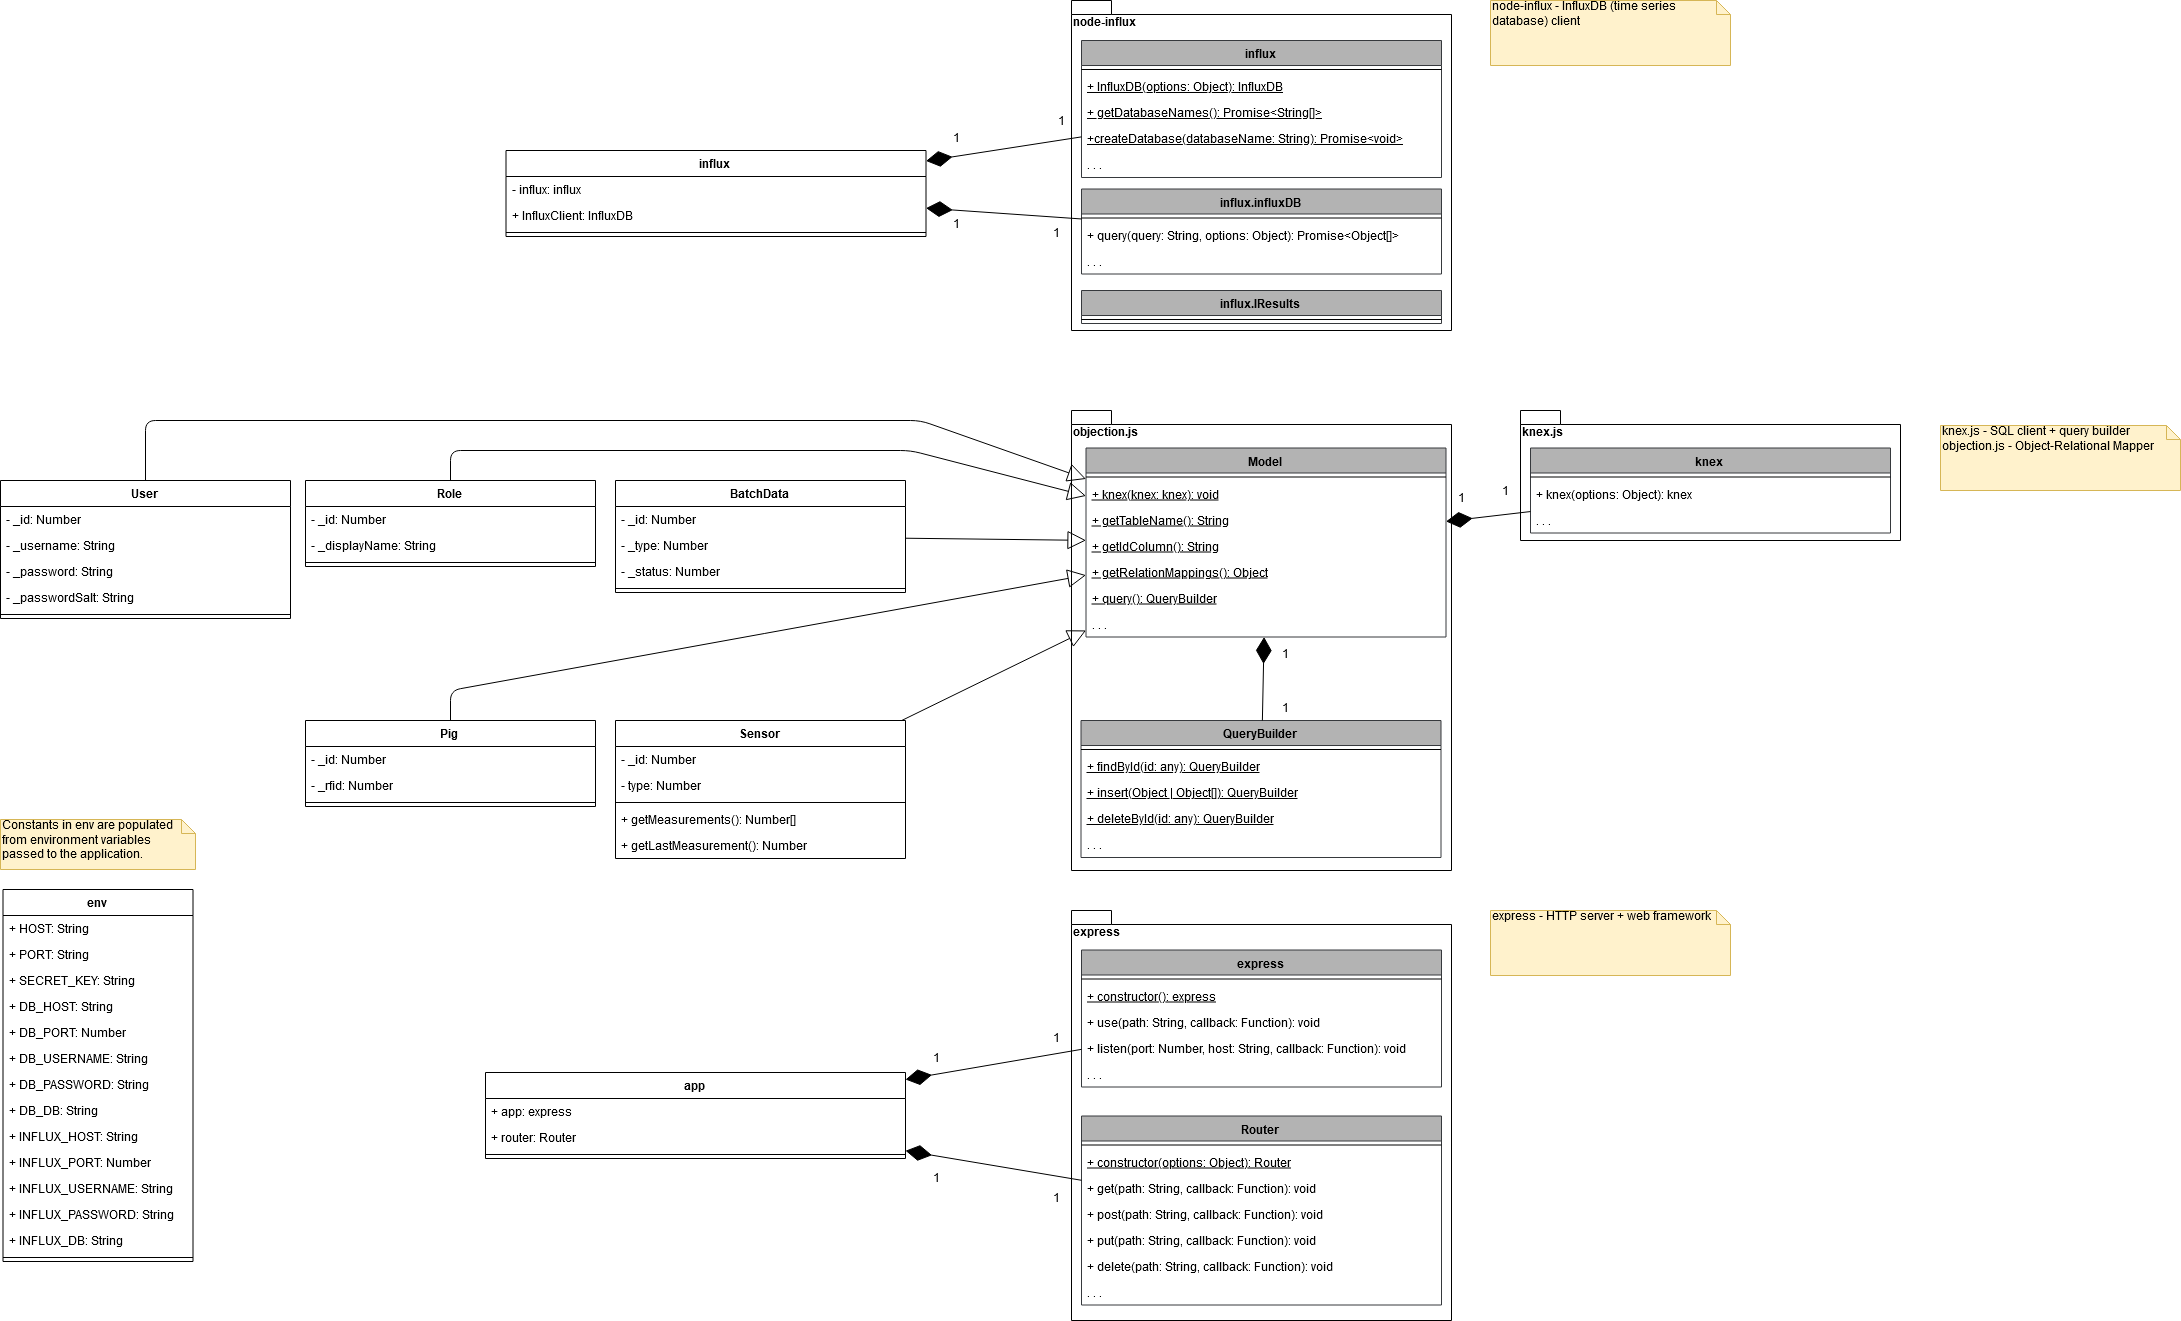 node-influx
influx
+ InfluxDB(options: Object): InfluxDB
+ getDatabaseNames(): Promise<String[]>
+createDatabase(databaseName: String): Promise<void>
. . .
influx.influxDB
+ query(query: String, options: Object): Promise<Object[]>
. . .
influx.IResults
node-influx - InfluxDB (time series
database) client
influx
- influx: influx
+ InfluxClient: InfluxDB
1
1
1
1
objection.js
Model
+ knex(knex: knex): void
+ getTableName(): String
+ getIdColumn(): String
+ getRelationMappings(): Object
+ query(): QueryBuilder
. . .
1
1
QueryBuilder
+ findById(id: any): QueryBuilder
+ insert(Object | Object[]): QueryBuilder
+ deleteById(id: any): QueryBuilder
. . .
1
1
knex.js
knex
+ knex(options: Object): knex
. . .
knex.js - SQL client + query builder
objection.js - Object-Relational Mapper
User
- _id: Number
- _username: String
- _password: String
- _passwordSalt: String
Role
- _id: Number
- _displayName: String
BatchData
- _id: Number
- _type: Number
- _status: Number
Pig
- _id: Number
- _rfid: Number
Sensor
- _id: Number
- type: Number
+ getMeasurements(): Number[]
+ getLastMeasurement(): Number
Constants in env are populated
from environment variables
passed to the application.
env
+ HOST: String
+ PORT: String
+ SECRET_KEY: String
+ DB_HOST: String
+ DB_PORT: Number
+ DB_USERNAME: String
+ DB_PASSWORD: String
+ DB_DB: String
+ INFLUX_HOST: String
+ INFLUX_PORT: Number
+ INFLUX_USERNAME: String
+ INFLUX_PASSWORD: String
+ INFLUX_DB: String
app
+ app: express
+ router: Router
1
1
1
1
express
express
+ constructor(): express
+ use(path: String, callback: Function): void
+ listen(port: Number, host: String, callback: Function): void
. . .
Router
+ constructor(options: Object): Router
+ get(path: String, callback: Function): void
+ post(path: String, callback: Function): void
+ put(path: String, callback: Function): void
+ delete(path: String, callback: Function): void
. . .
express - HTTP server + web framework